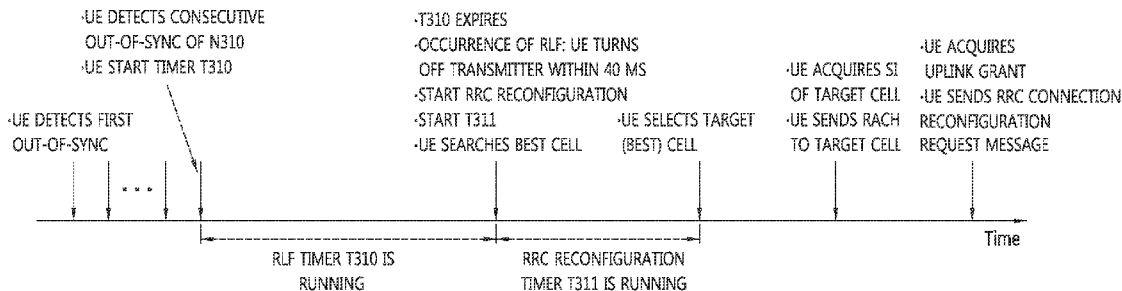 ·UE DETECTS CONSECUTIVE
OUT-OF-SYNC OF N310
·UE START TIMER T310
·UE DETECTS FIRST
OUT-OF-SYNC
·T310 EXPIRES
·OCCURRENCE OF RLF: UE TURNS
OFF TRANSMITTER WITHIN 40 MS
·START RRC RECONFIGURATION
·START T311
·UE SEARCHES BEST CELL
·UE SELECTS TARGET
(BEST) CELL
·UE ACQUIRES SI
OF TARGET CELL
·UE SENDS RACH
TO TARGET CELL
·UE ACQUIRES
UPLINK GRANT
·UE SENDS RRC CONNECTION
RECONFIGURATION
REQUEST MESSAGE
Time
RLF TIMER T310 IS
RUNNING
RRC RECONFIGURATION
TIMER T311 IS RUNNING